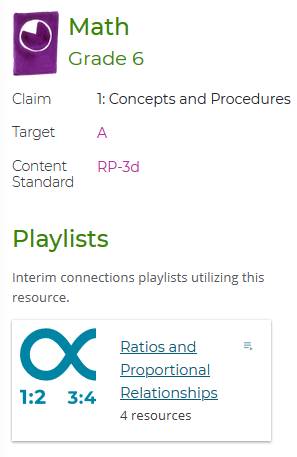 Math
Grade 6
Claim 1: Concepts and Procedures
Target A
Content Standard RP-3d
Playlists
Interim connections playlists utilizing this
resource.
1:2 3:4
Ratios and
Proportional
Relationships
4 resources